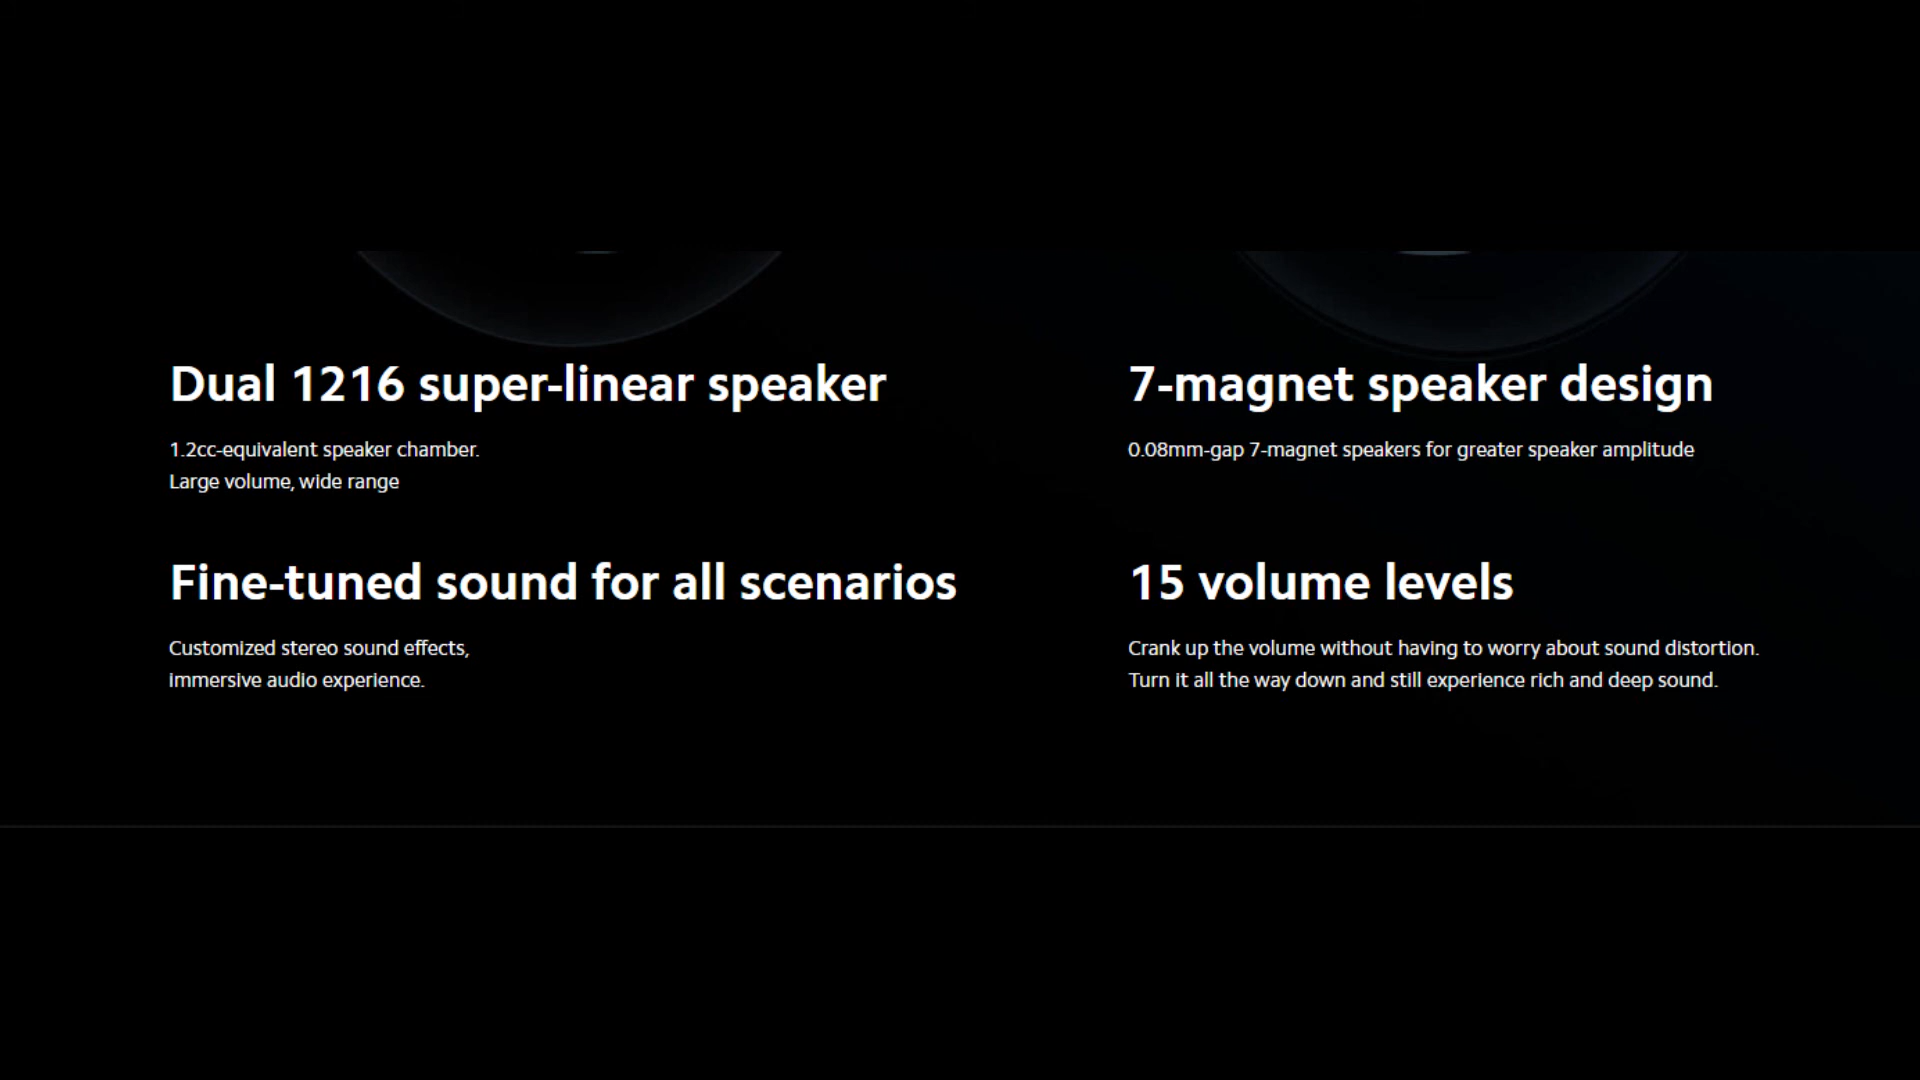 Dual 1216 super-linear speaker
1.2cc-equivalent speaker chamber.
Large volume, wide range
7-magnet speaker design
0.08mm-gap 7-magnet speakers for greater speaker amplitude
Fine-tuned sound for all scenarios
Customized stereo sound effects,
immersive audio experience.
15 volume levels
Crank up the volume without having to worry about sound distortion.
Turn it all the way down and still experience rich and deep sound.